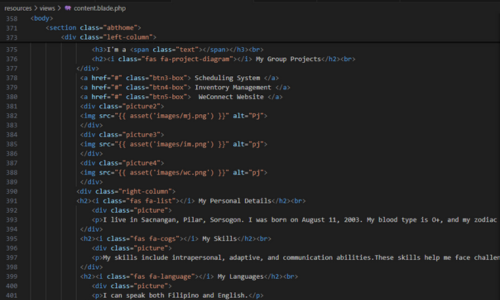 resources > views > content.blade.php
358 <body>
371 <section class="abthome">
373 <div class="left-column">
375 <h3>I'm a <span class="text"></span></h3><br>
376 <h2><i class="fas fa-project-diagram"></i> My Group Projects</h2><br>
377 </div>
378 <a href="#" class="btn3-box"> Scheduling System </a>
379 <a href="#" class="btn4-box"> Inventory Management </a>
380 <a href="#" class="btn5-box">  WeConnect Website </a>
381 <div class="picture2">
382 <img src="{{ asset('images/mj.png') }}" alt="Pj">
383 </div>
384 <div class="picture3">
385 <img src="{{ asset('images/im.png') }}" alt="pj">
386 </div>
387 <div class="picture4">
388 <img src="{{ asset('images/wc.png') }}" alt="pj">
389 </div>
390 <div class="right-column">
391 <h2><i class="fas fa-list"></i> My Personal Details</h2><br>
392 <div class="picture">
393 <p>I live in Sacnangan, Pilar, Sorsogon. I was born on August 11, 2003. My blood type is O+, and my zodiac
394 </div>
395 <h2><i class="fas fa-cogs"></i> My Skills</h2><br>
396 <div class="picture">
397 <p>My skills include intrapersonal, adaptive, and communication abilities.These skills help me face challen
398 </div>
399 <h2><i class="fas fa-language"></i> My Languages</h2><br>
400 <div class="picture">
401 <p>I can speak both Filipino and English.</p>